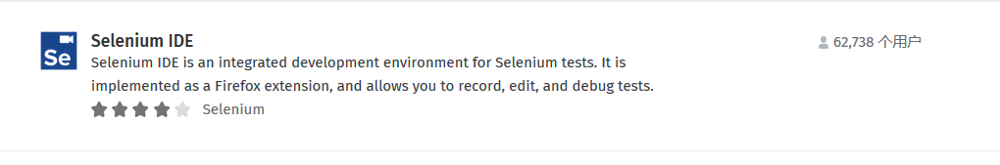 Se
Selenium IDE
62,738 个用户
Selenium IDE is an integrated development environment for Selenium tests. It is
implemented as a Firefox extension, and allows you to record, edit, and debug tests.
Selenium